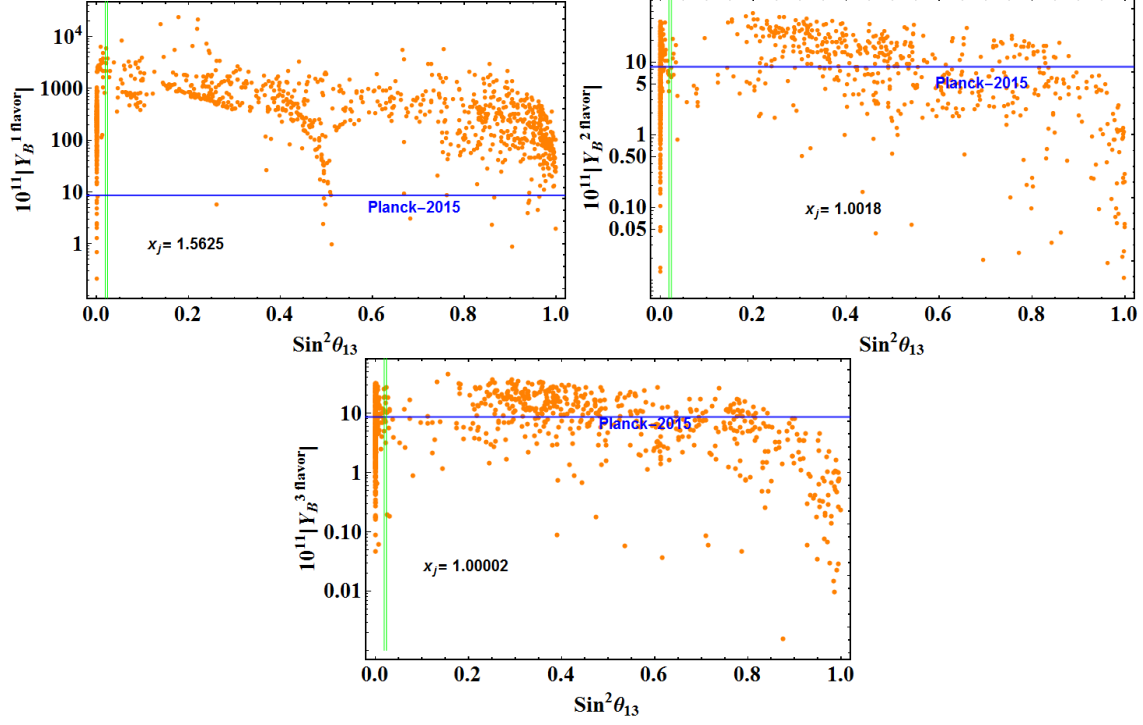 10⁴
1000
100
10
1
10¹¹|Y_B^{1 flavor}|
Planck-2015
x_j= 1.5625
0.0 0.2 0.4 0.6 0.8 1.0
Sin²θ₁₃
10
5
1
0.50
0.10
0.05
10¹¹|Y_B^{2 flavor}|
Planck-2015
x_j= 1.0018
0.0 0.2 0.4 0.6 0.8 1.0
Sin²θ₁₃
10
1
0.10
0.01
10¹¹|Y_B^{3 flavor}|
Planck-2015
x_j= 1.00002
0.0 0.2 0.4 0.6 0.8 1.0
Sin²θ₁₃